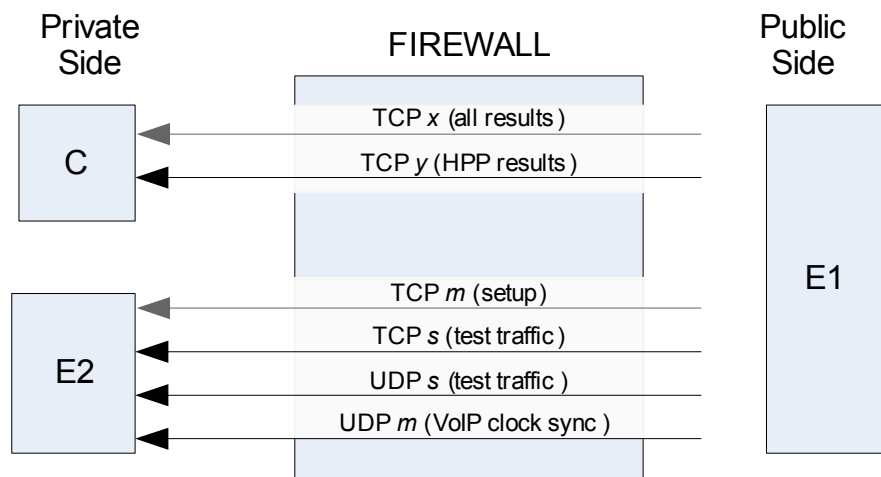 Private
Side
FIREWALL
Public
Side
C
TCP x (all results)
TCP y (HPP results)
E1
TCP m (setup)
TCP s (test traffic)
E2
UDP s (test traffic)
UDP m (VoIP clock sync)